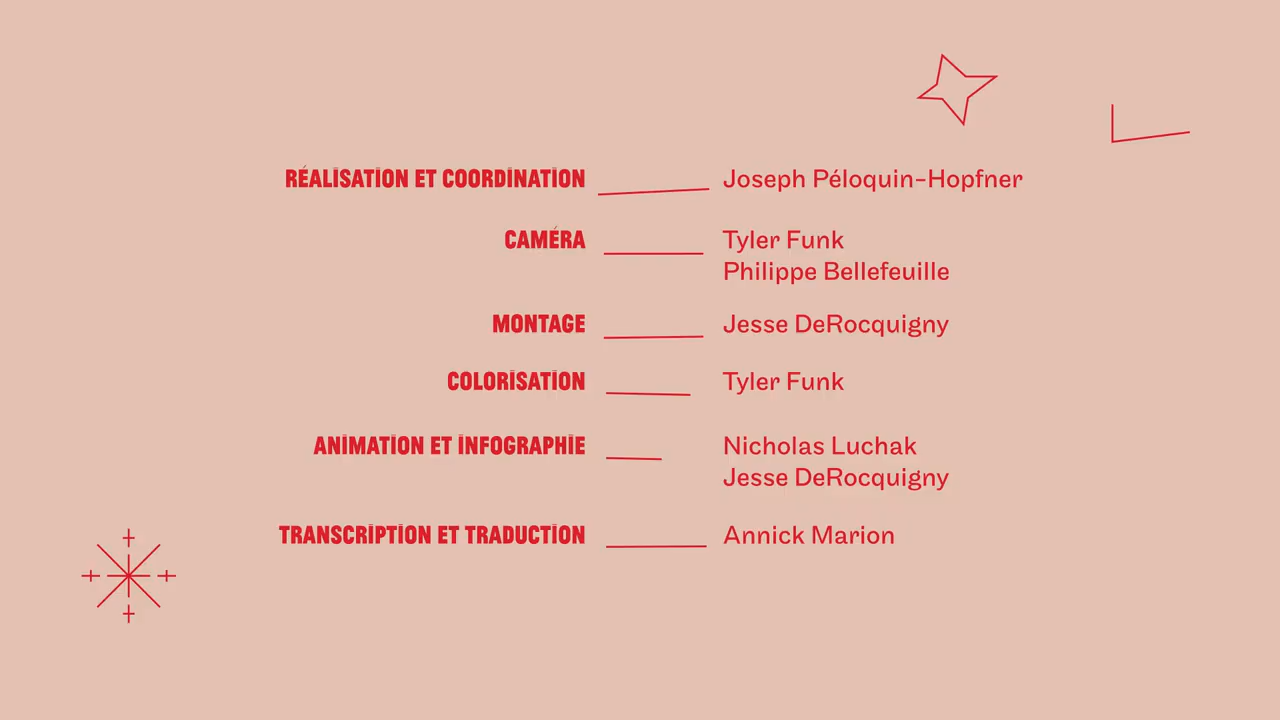 RÉALISATION ET COORDINATION Joseph Péloquin-Hopfner
CAMÉRA Tyler Funk
Philippe Bellefeuille
MONTAGE Jesse DeRocquigny
COLORISATION Tyler Funk
ANIMATION ET INFOGRAPHIE Nicholas Luchak
Jesse DeRocquigny
TRANSCRIPTION ET TRADUCTION Annick Marion